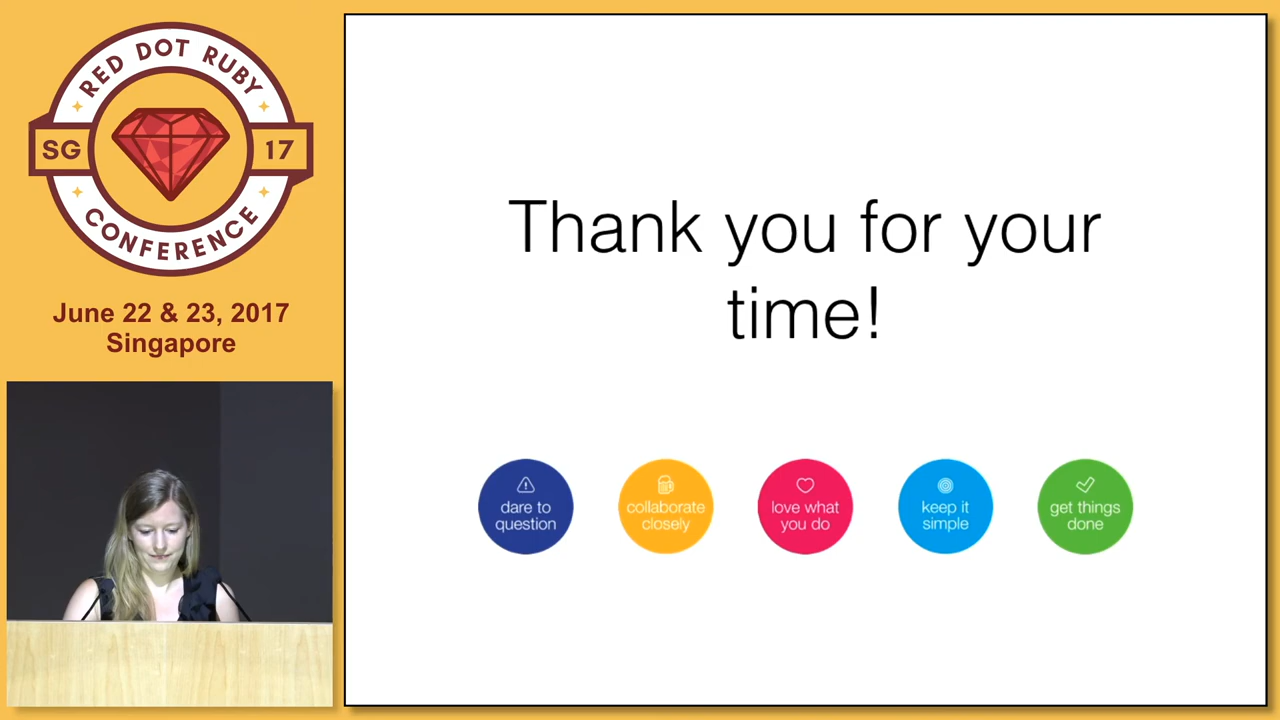 RED DOT RUBY
SG 17
CONFERENCE
June 22 & 23, 2017
Singapore
Thank you for your
time!
dare to
question
collaborate
closely
love what
you do
keep it
simple
get things
done